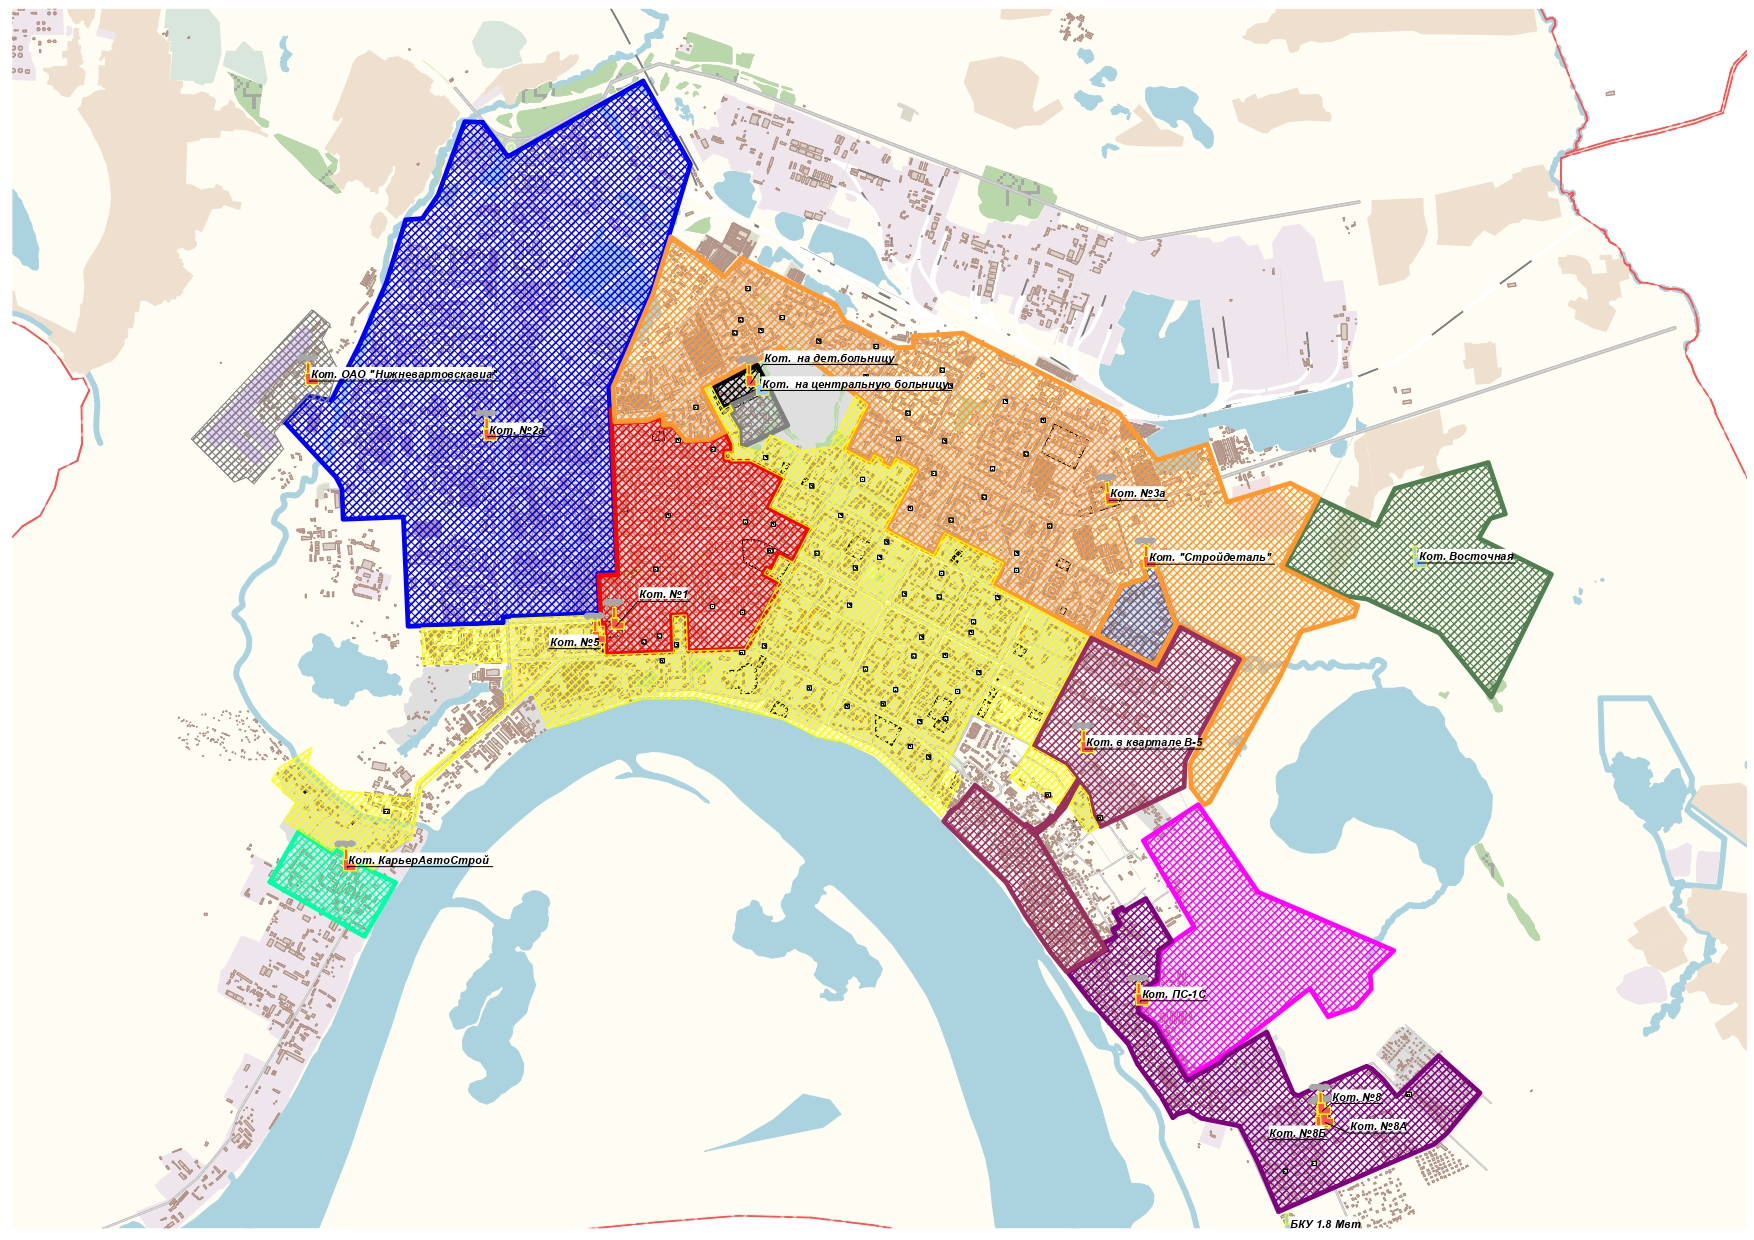 Кот. на дет.больницу
Кот. ОАО "Нижневартовскавиа"
Кот. на центральную больницу
Кот. №2а
Кот. №3а
Кот. "Стройдеталь"
Кот. Восточная
Кот. №1
Кот. №5
Кот. в квартале В-5
Кот. КарьерАвтоСтрой
Кот. ПС-1С
Кот. №8
Кот. №8А
Кот. №8Б
БКУ 1.8 Мвт